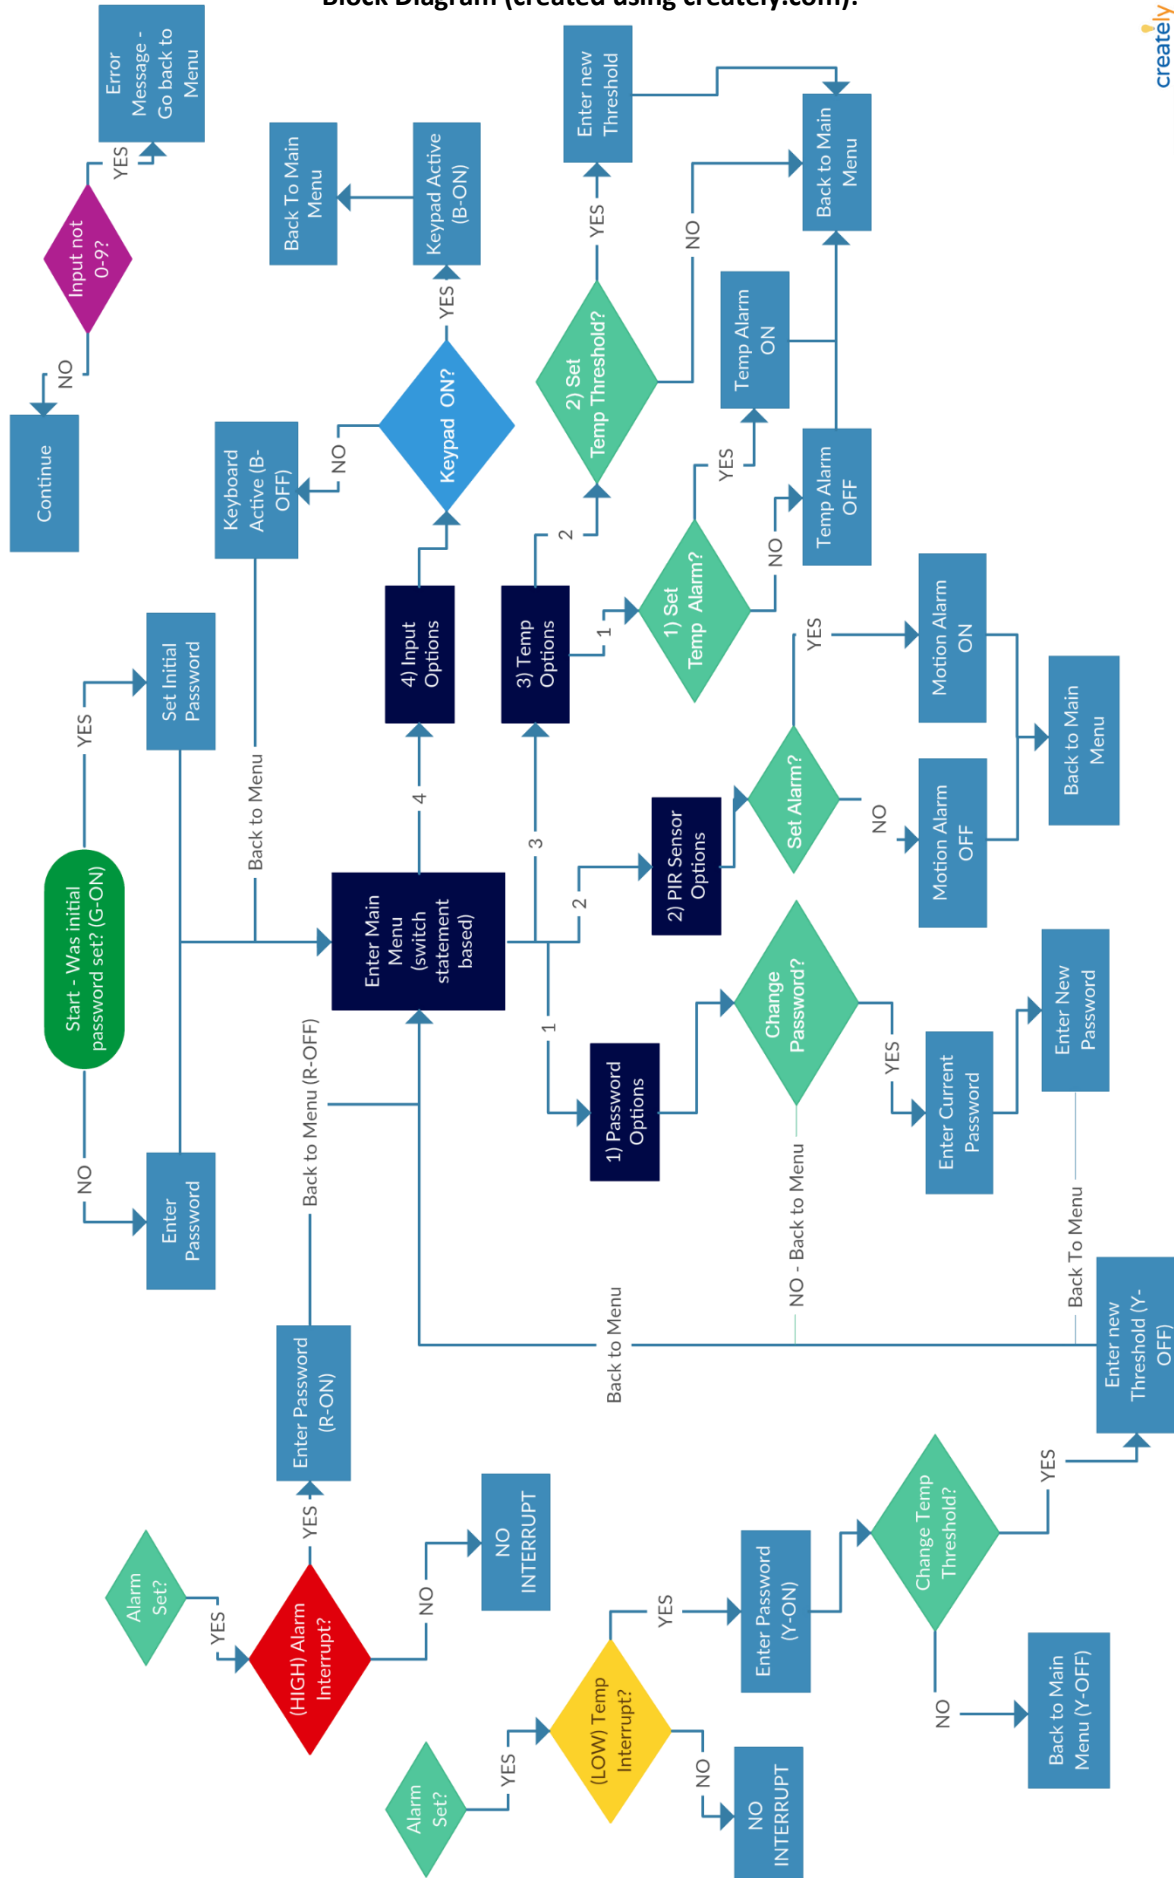 Block Diagram (created using creately.com):
Start - Was initial
password set? (G-ON)
NO
YES
Enter
Password
Set Initial
Password
Continue
NO
Input not
0-9?
YES
Error
Message -
Go back to
Menu
Alarm
Set?
YES
(HIGH) Alarm
Interrupt?
YES
Enter Password
(R-ON)
Back to Menu (R-OFF)
NO
NO
INTERRUPT
Back to Menu
Keyboard
Active (B-
OFF)
NO
Keypad ON?
YES
Keypad Active
(B-ON)
Back To Main
Menu
Enter Main
Menu
(switch
statement
based)
4
4) Input
Options
3
3) Temp
Options
2
2) Set
Temp Threshold?
YES
Enter new
Threshold
NO
Back to Main
Menu
1
1) Set
Temp Alarm?
YES
Temp Alarm
ON
NO
Temp Alarm
OFF
2
2) PIR Sensor
Options
Set Alarm?
YES
Motion Alarm
ON
NO
Motion Alarm
OFF
Back to Main
Menu
1
1) Password
Options
Change
Password?
NO - Back to Menu
YES
Enter Current
Password
Enter New
Password
Back To Menu
Back to Menu
Alarm
Set?
YES
(LOW) Temp
Interrupt?
NO
NO
INTERRUPT
YES
Enter Password
(Y-ON)
Change Temp
Threshold?
NO
Back to Main
Menu (Y-OFF)
YES
Enter new
Threshold (Y-
OFF)
creately